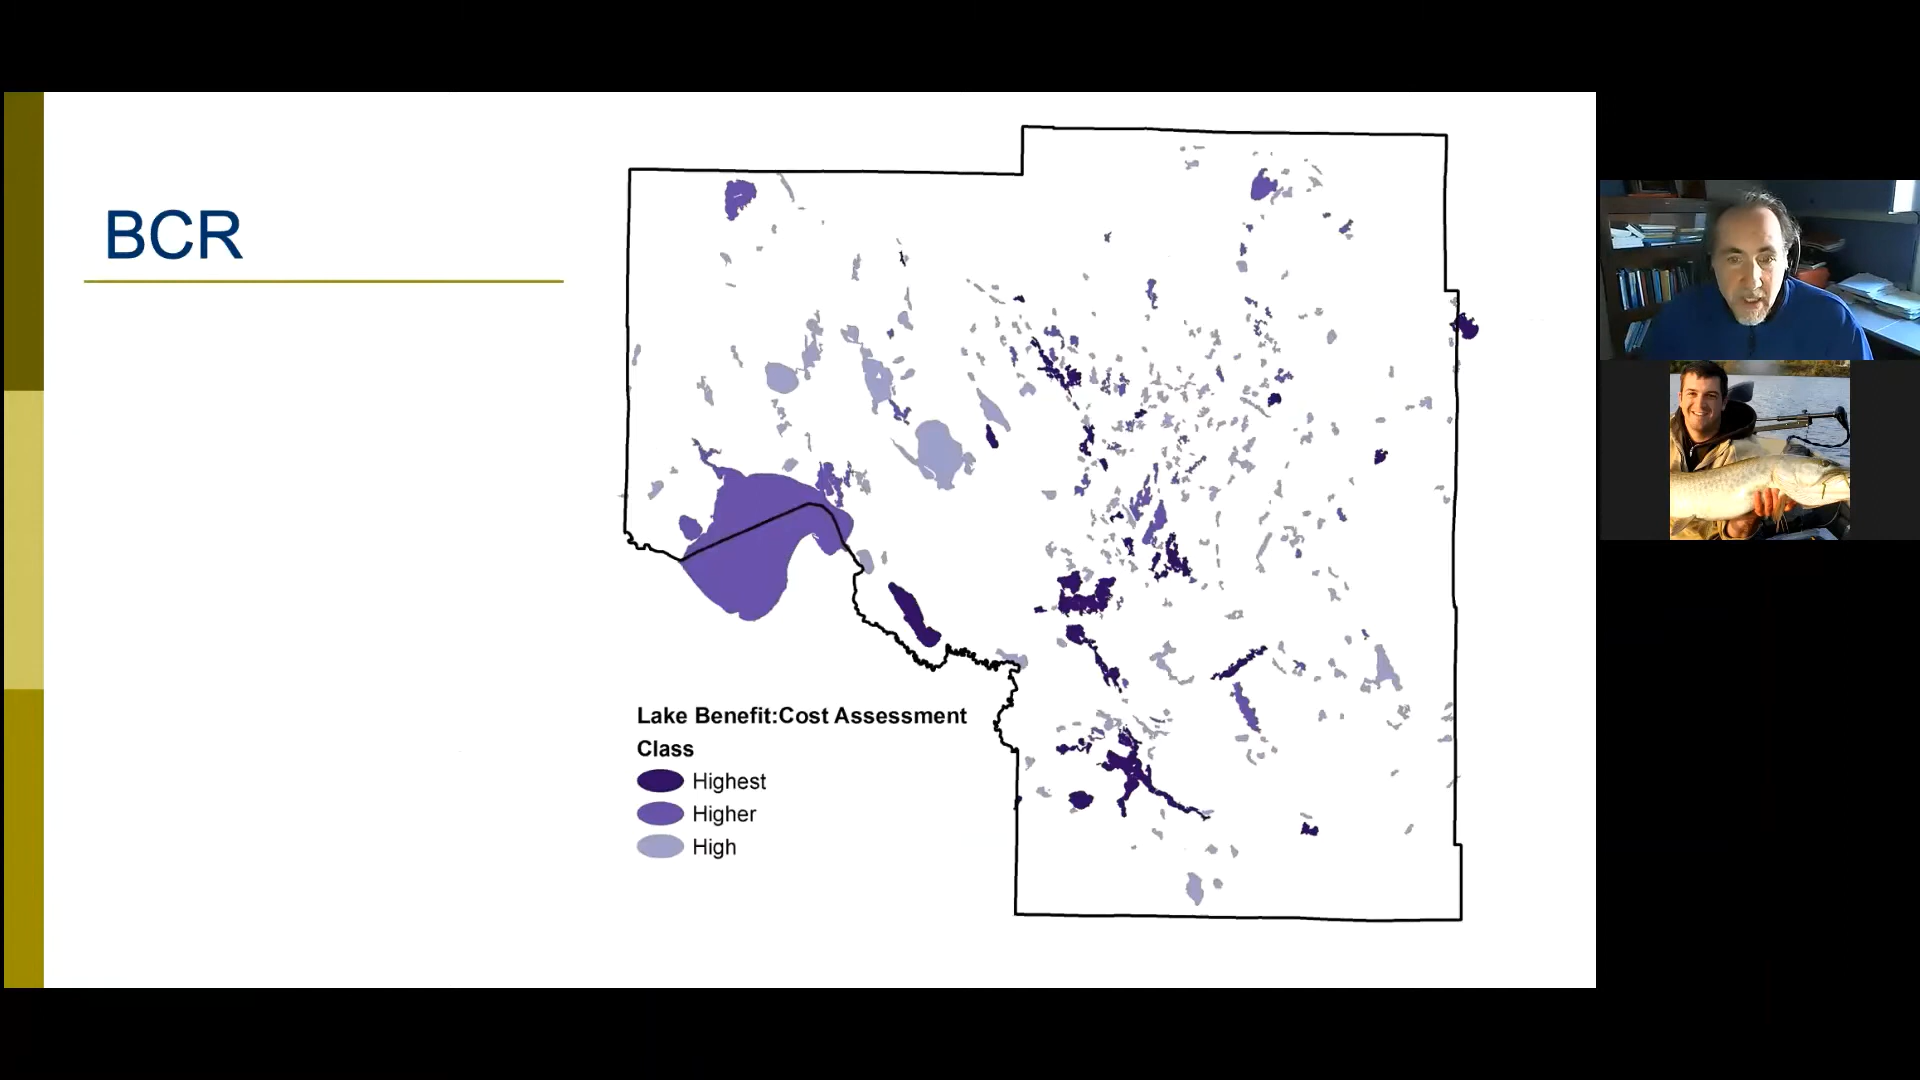 BCR
Lake Benefit:Cost Assessment
Class
Highest
Higher
High